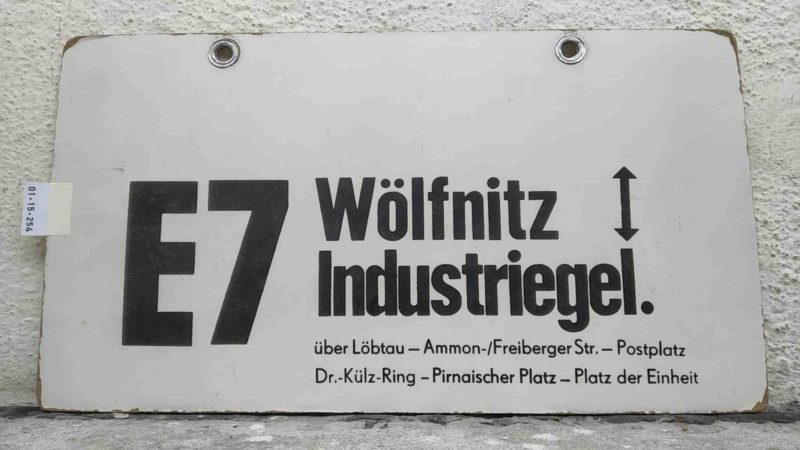 E7
Wölfnitz ↕
Industriegel.
über Löbtau – Ammon-/Freiberger Str. – Postplatz
Dr.-Külz-Ring – Pirnaischer Platz – Platz der Einheit
01-15-254